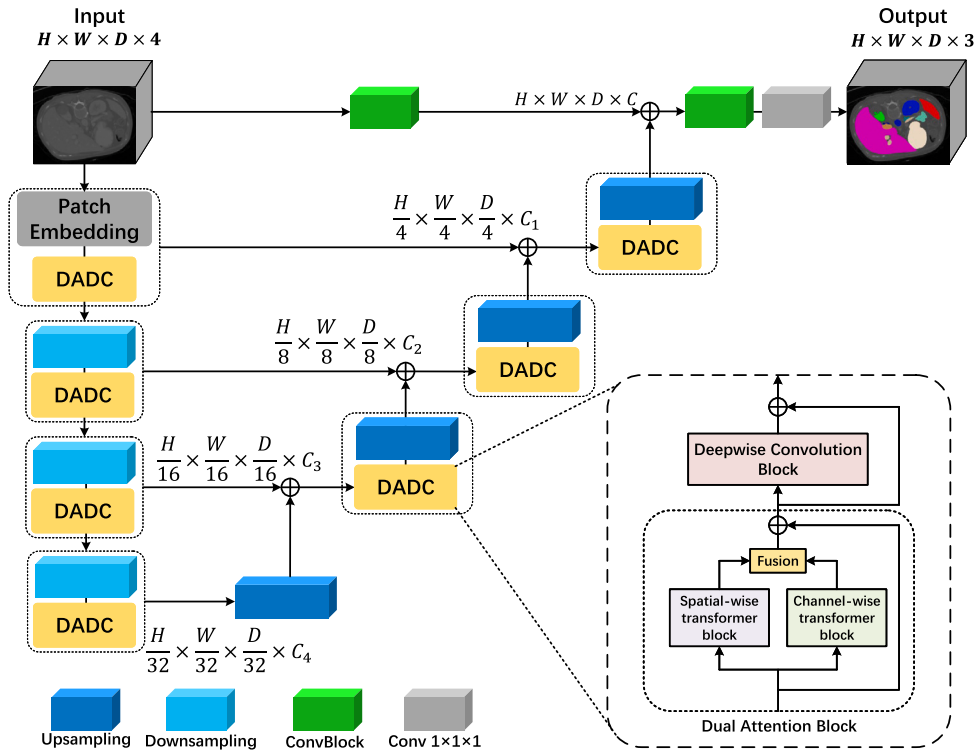 Input
H × W × D × 4
Output
H × W × D × 3
H × W × D × C
Patch
Embedding
DADC
H/4 × W/4 × D/4 × C₁
DADC
DADC
H/8 × W/8 × D/8 × C₂
DADC
DADC
H/16 × W/16 × D/16 × C₃
DADC
DADC
DADC
H/32 × W/32 × D/32 × C₄
Deepwise Convolution
Block
Fusion
Spatial-wise
transformer
block
Channel-wise
transformer
block
Dual Attention Block
Upsampling
Downsampling
ConvBlock
Conv 1×1×1